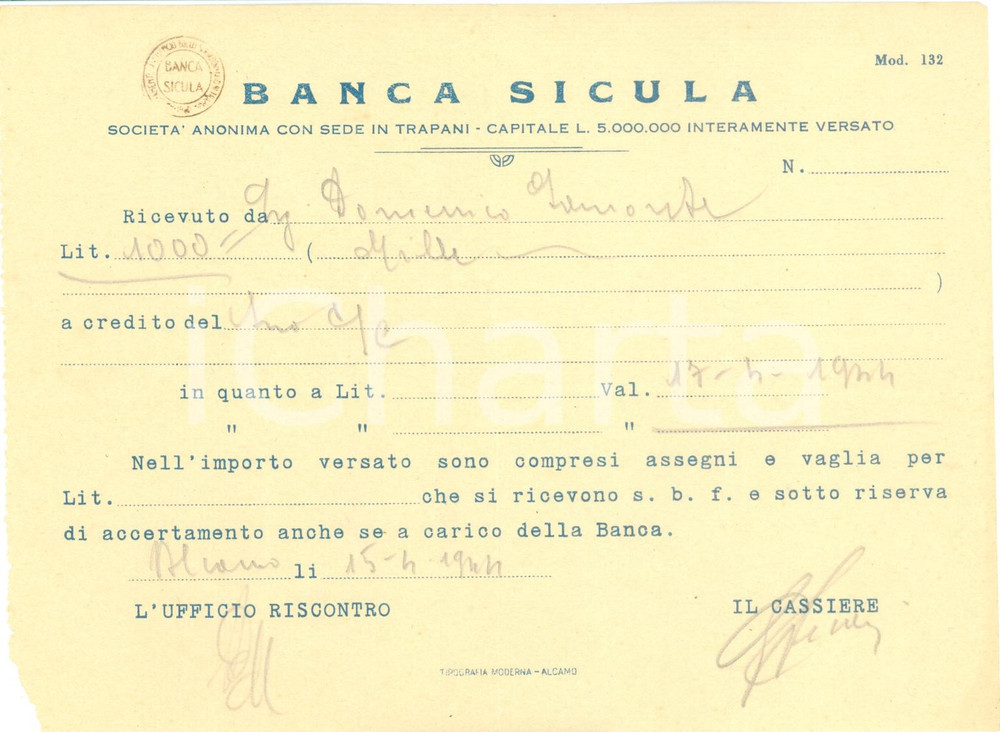 Mod. 132
BANCA
SICULA
BANCA SICULA
SOCIETA' ANONIMA CON SEDE IN TRAPANI - CAPITALE L. 5.000.000 INTERAMENTE VERSATO
N.
Ricevuto da Domenico
Lit. 1000 = ( Mille
)
a credito del suo c/c
in quanto a Lit. Val. 17-4-1944
" " "
Nell'importo versato sono compresi assegni e vaglia per
Lit. che si ricevono s. b. f. e sotto riserva
di accertamento anche se a carico della Banca.
Alcamo li 15-4-1944
L'UFFICIO RISCONTRO IL CASSIERE
TIPOGRAFIA MODERNA - ALCAMO
iCharta